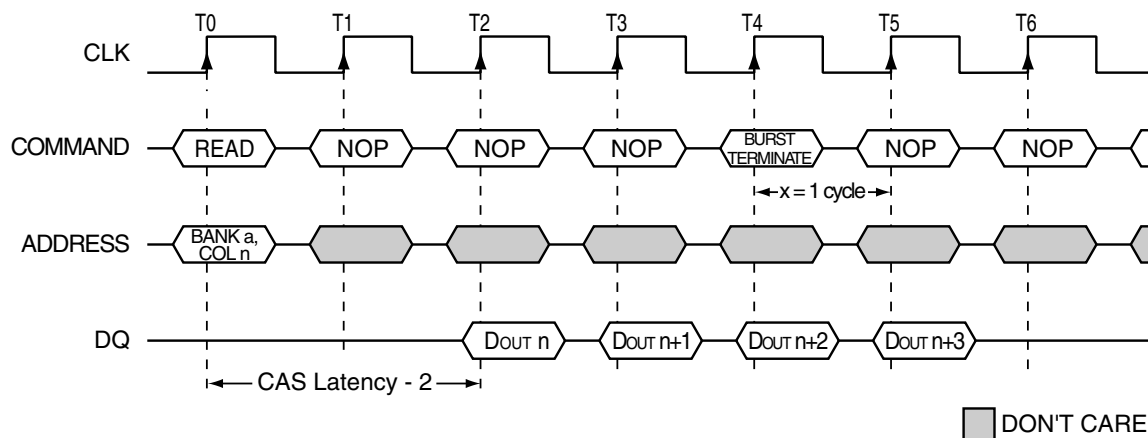 T0 T1 T2 T3 T4 T5 T6
CLK
COMMAND READ NOP NOP NOP BURST TERMINATE NOP NOP
x = 1 cycle
ADDRESS BANK a, COL n
DQ DOUT n DOUT n+1 DOUT n+2 DOUT n+3
CAS Latency - 2
DON'T CARE